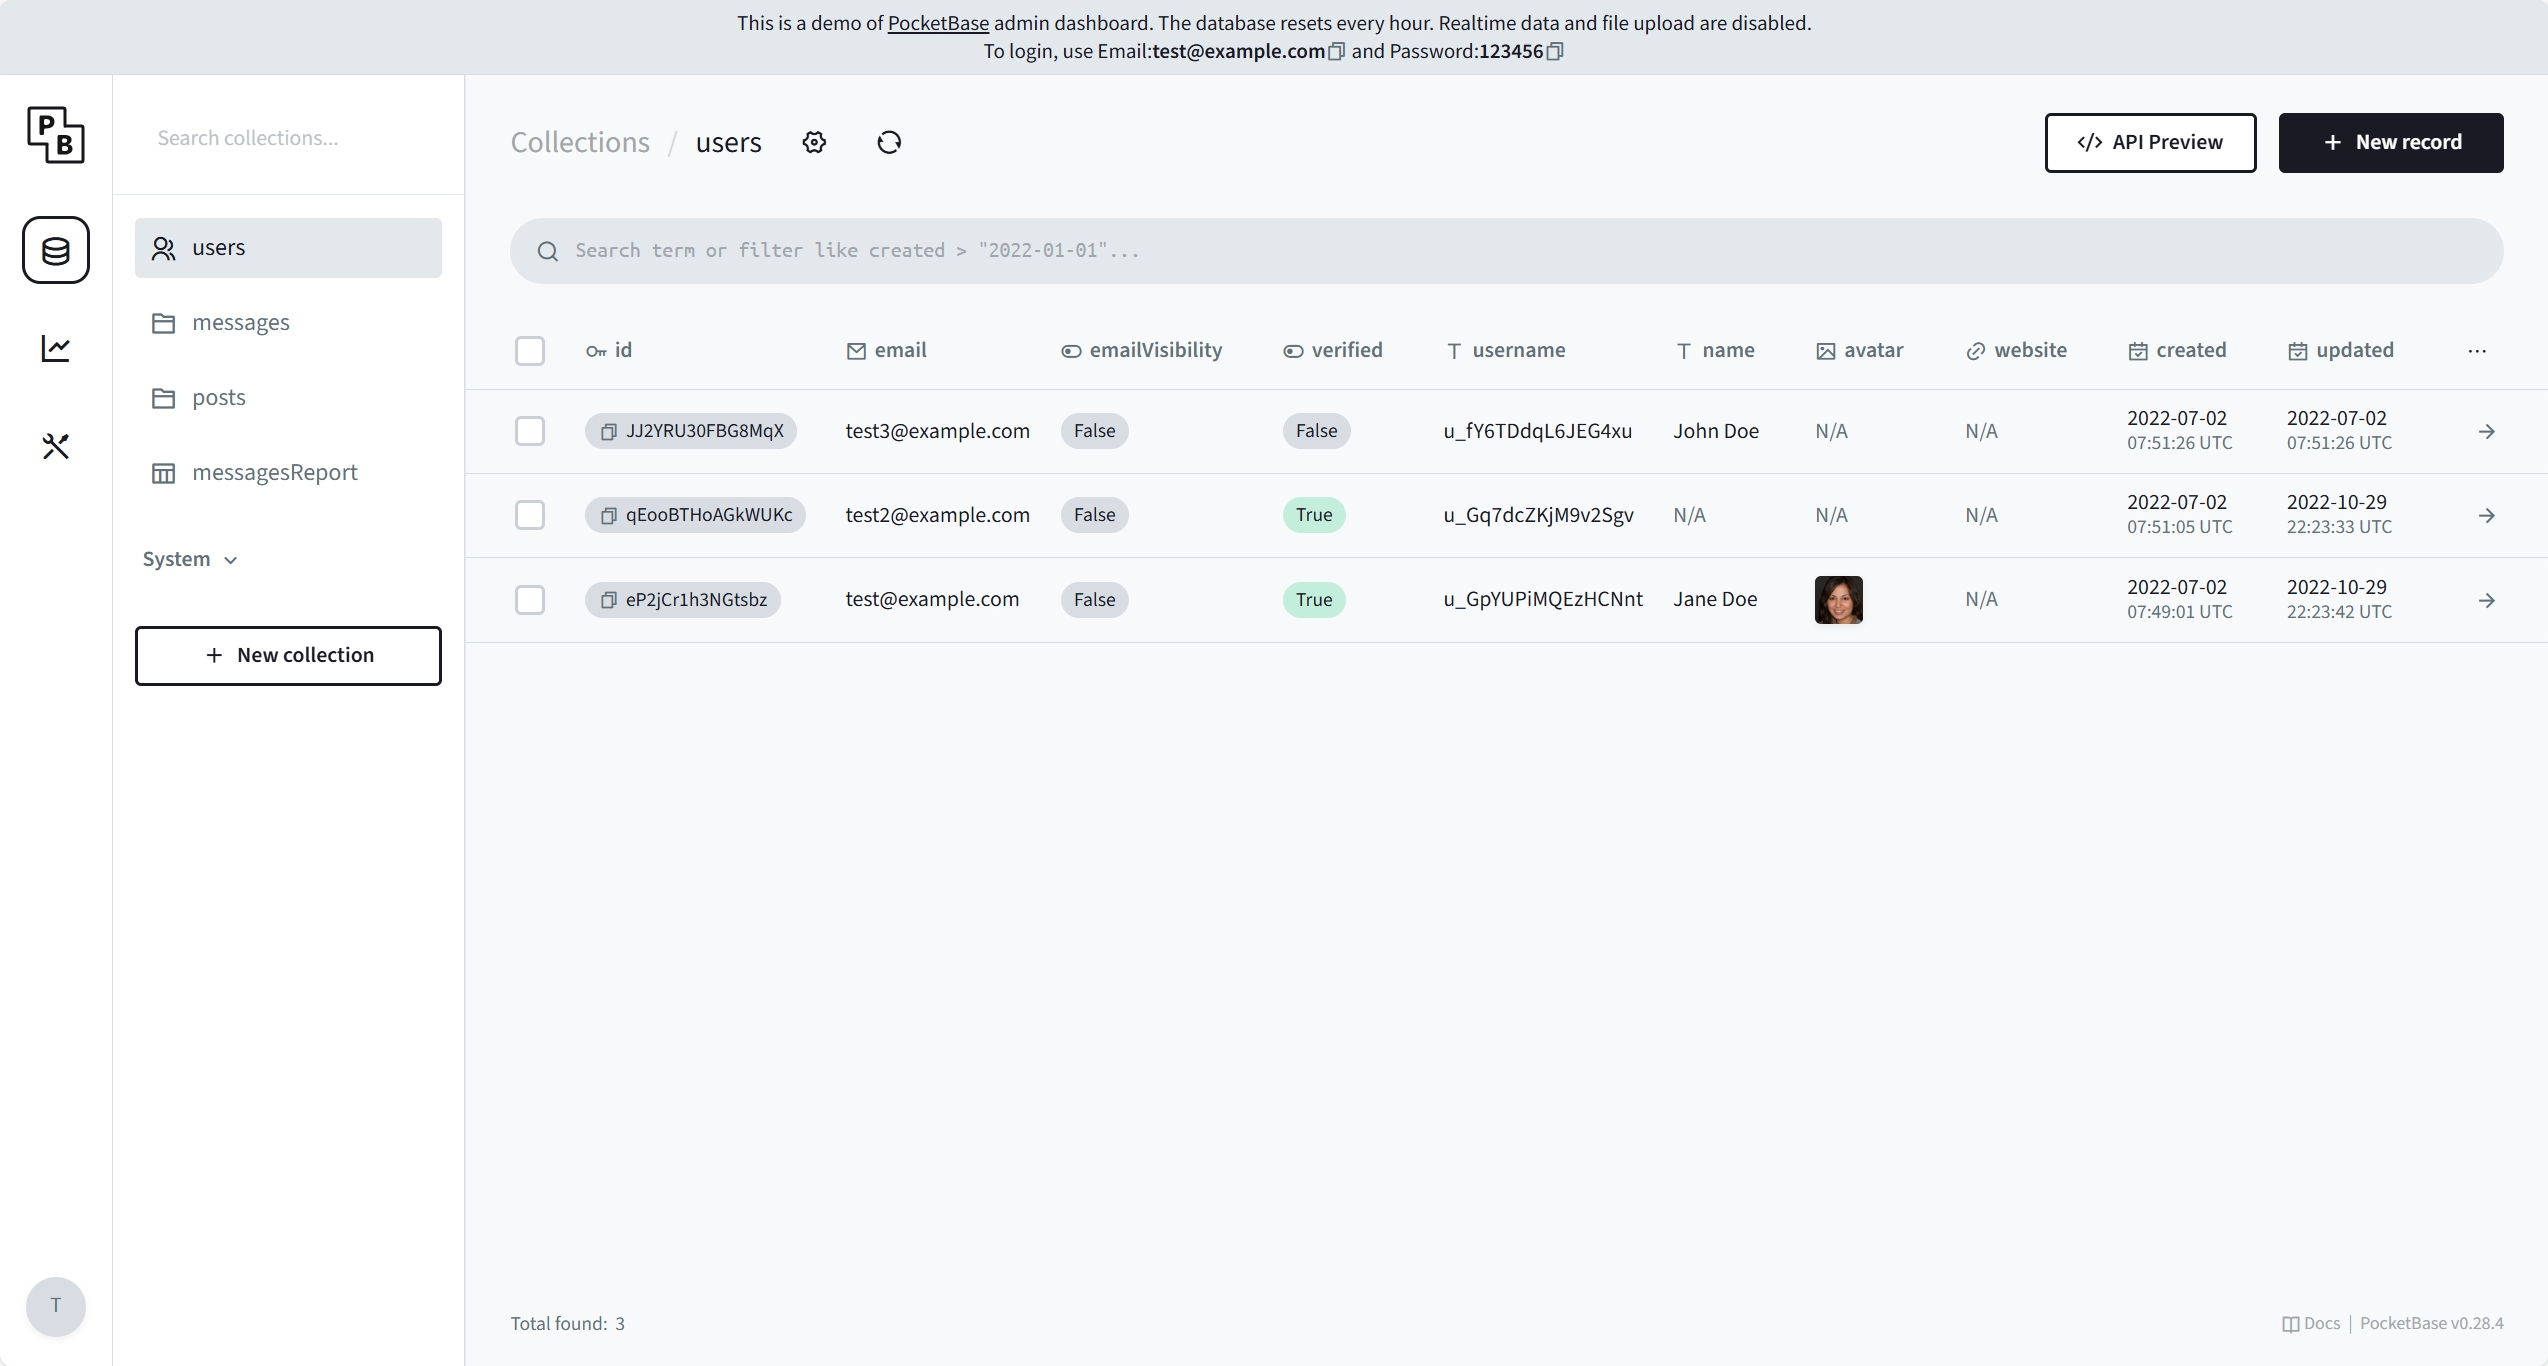 This is a demo of PocketBase admin dashboard. The database resets every hour. Realtime data and file upload are disabled.
To login, use Email:test@example.com and Password:123456
P
B
Search collections...
users
messages
posts
messagesReport
System
+ New collection
T
Collections / users
</> API Preview
+ New record
Search term or filter like created > "2022-01-01"...
id email emailVisibility verified username name avatar website created updated ...
JJ2YRU30FBG8MqX test3@example.com False False u_fY6TDdqL6JEG4xu John Doe N/A N/A 2022-07-02 2022-07-02
07:51:26 UTC 07:51:26 UTC
qEooBTHoAGkWUKc test2@example.com False True u_Gq7dcZKjM9v2Sgv N/A N/A N/A 2022-07-02 2022-10-29
07:51:05 UTC 22:23:33 UTC
eP2jCr1h3NGtsbz test@example.com False True u_GpYUPiMQEzHCNnt Jane Doe N/A 2022-07-02 2022-10-29
07:49:01 UTC 22:23:42 UTC
Total found: 3
Docs | PocketBase v0.28.4